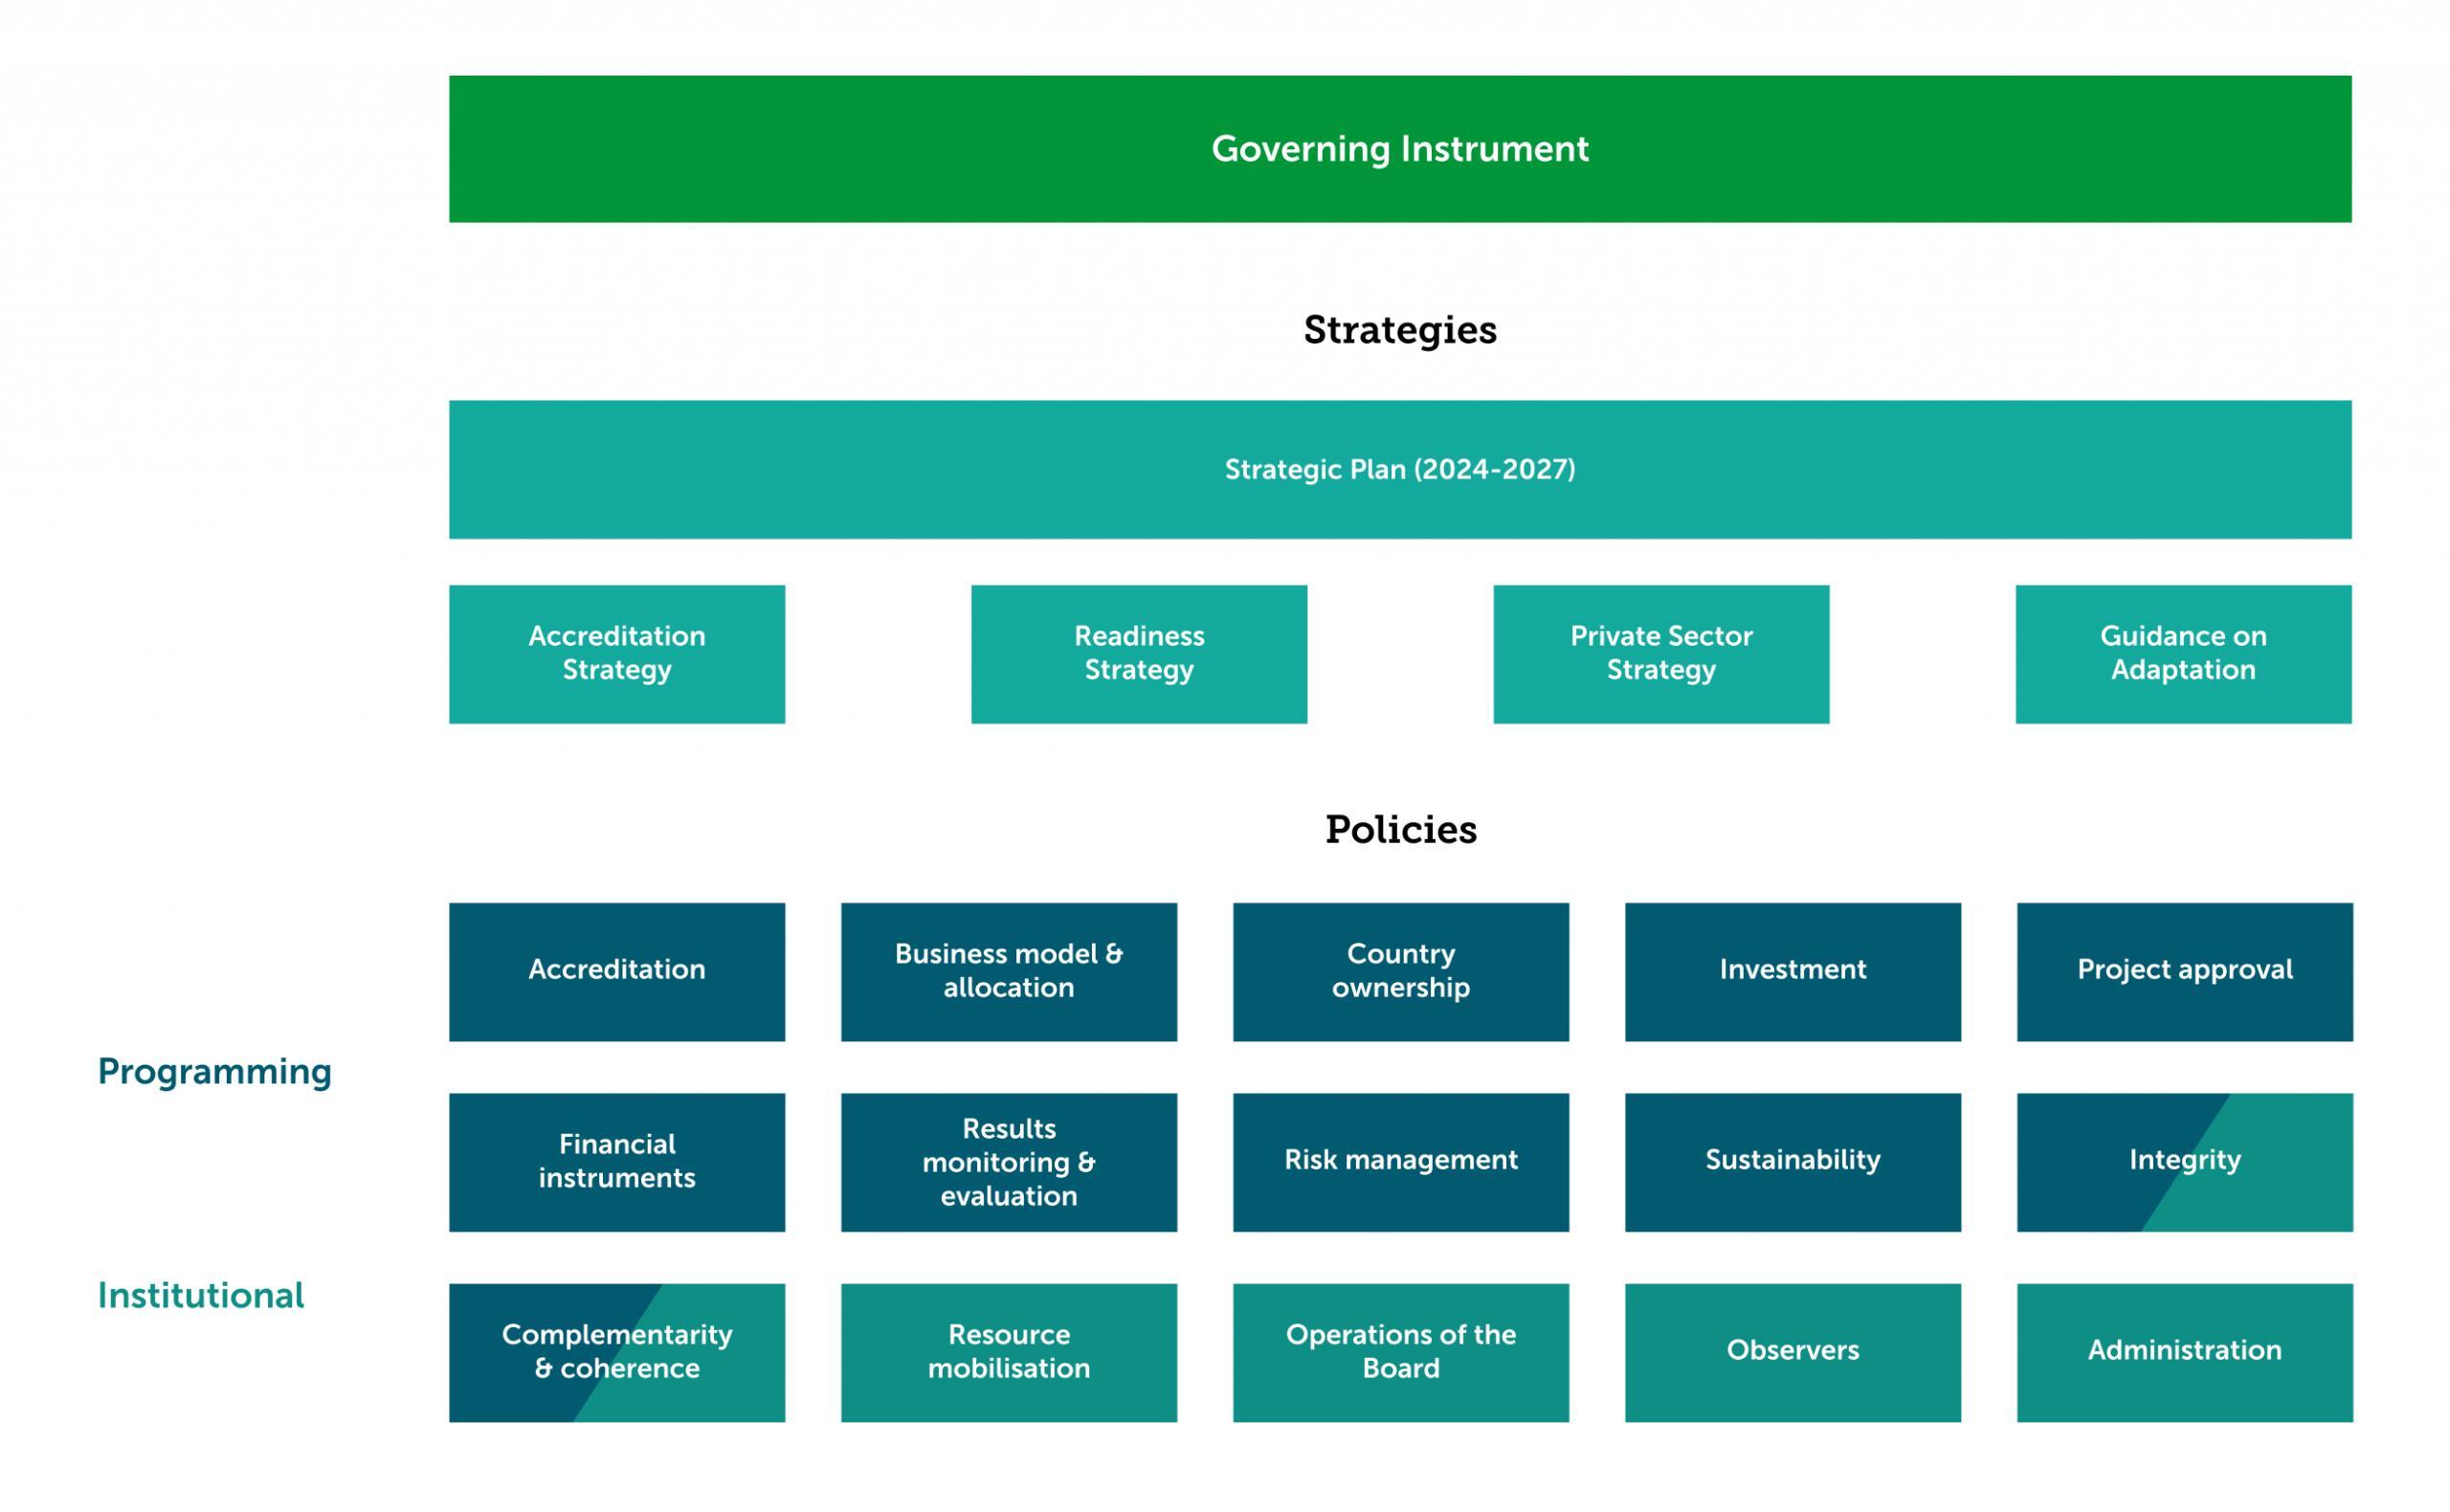 Governing Instrument
Strategies
Strategic Plan (2024-2027)
Accreditation
Strategy
Readiness
Strategy
Private Sector
Strategy
Guidance on
Adaptation
Policies
Accreditation
Business model &
allocation
Country
ownership
Investment
Project approval
Programming
Financial
instruments
Results
monitoring &
evaluation
Risk management
Sustainability
Integrity
Institutional
Complementarity
& coherence
Resource
mobilisation
Operations of the
Board
Observers
Administration